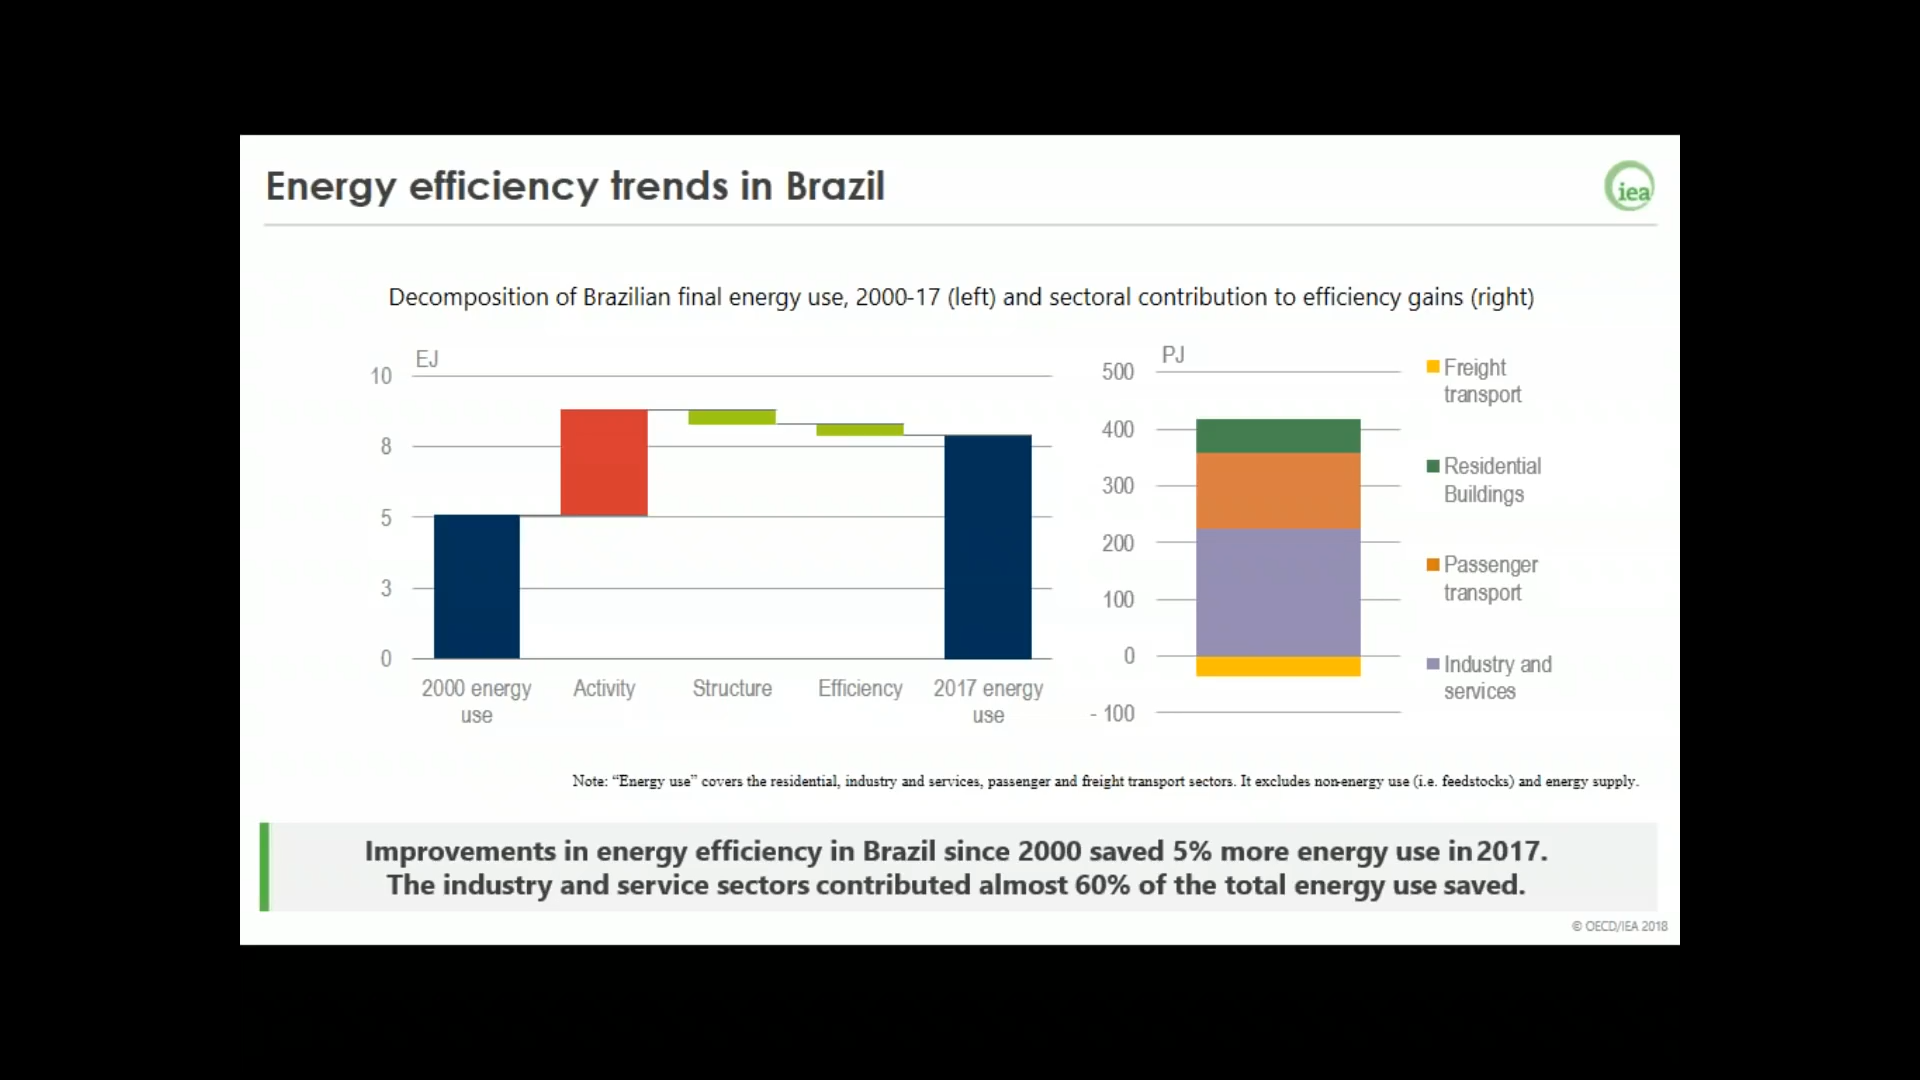 Energy efficiency trends in Brazil
iea
Decomposition of Brazilian final energy use, 2000-17 (left) and sectoral contribution to efficiency gains (right)
EJ
10
8
5
3
0
2000 energy
use
Activity
Structure
Efficiency
2017 energy
use
PJ
500
400
300
200
100
0
- 100
Freight
transport
Residential
Buildings
Passenger
transport
Industry and
services
Note: “Energy use” covers the residential, industry and services, passenger and freight transport sectors. It excludes non-energy use (i.e. feedstocks) and energy supply.
Improvements in energy efficiency in Brazil since 2000 saved 5% more energy use in 2017.
The industry and service sectors contributed almost 60% of the total energy use saved.
© OECD/IEA 2018